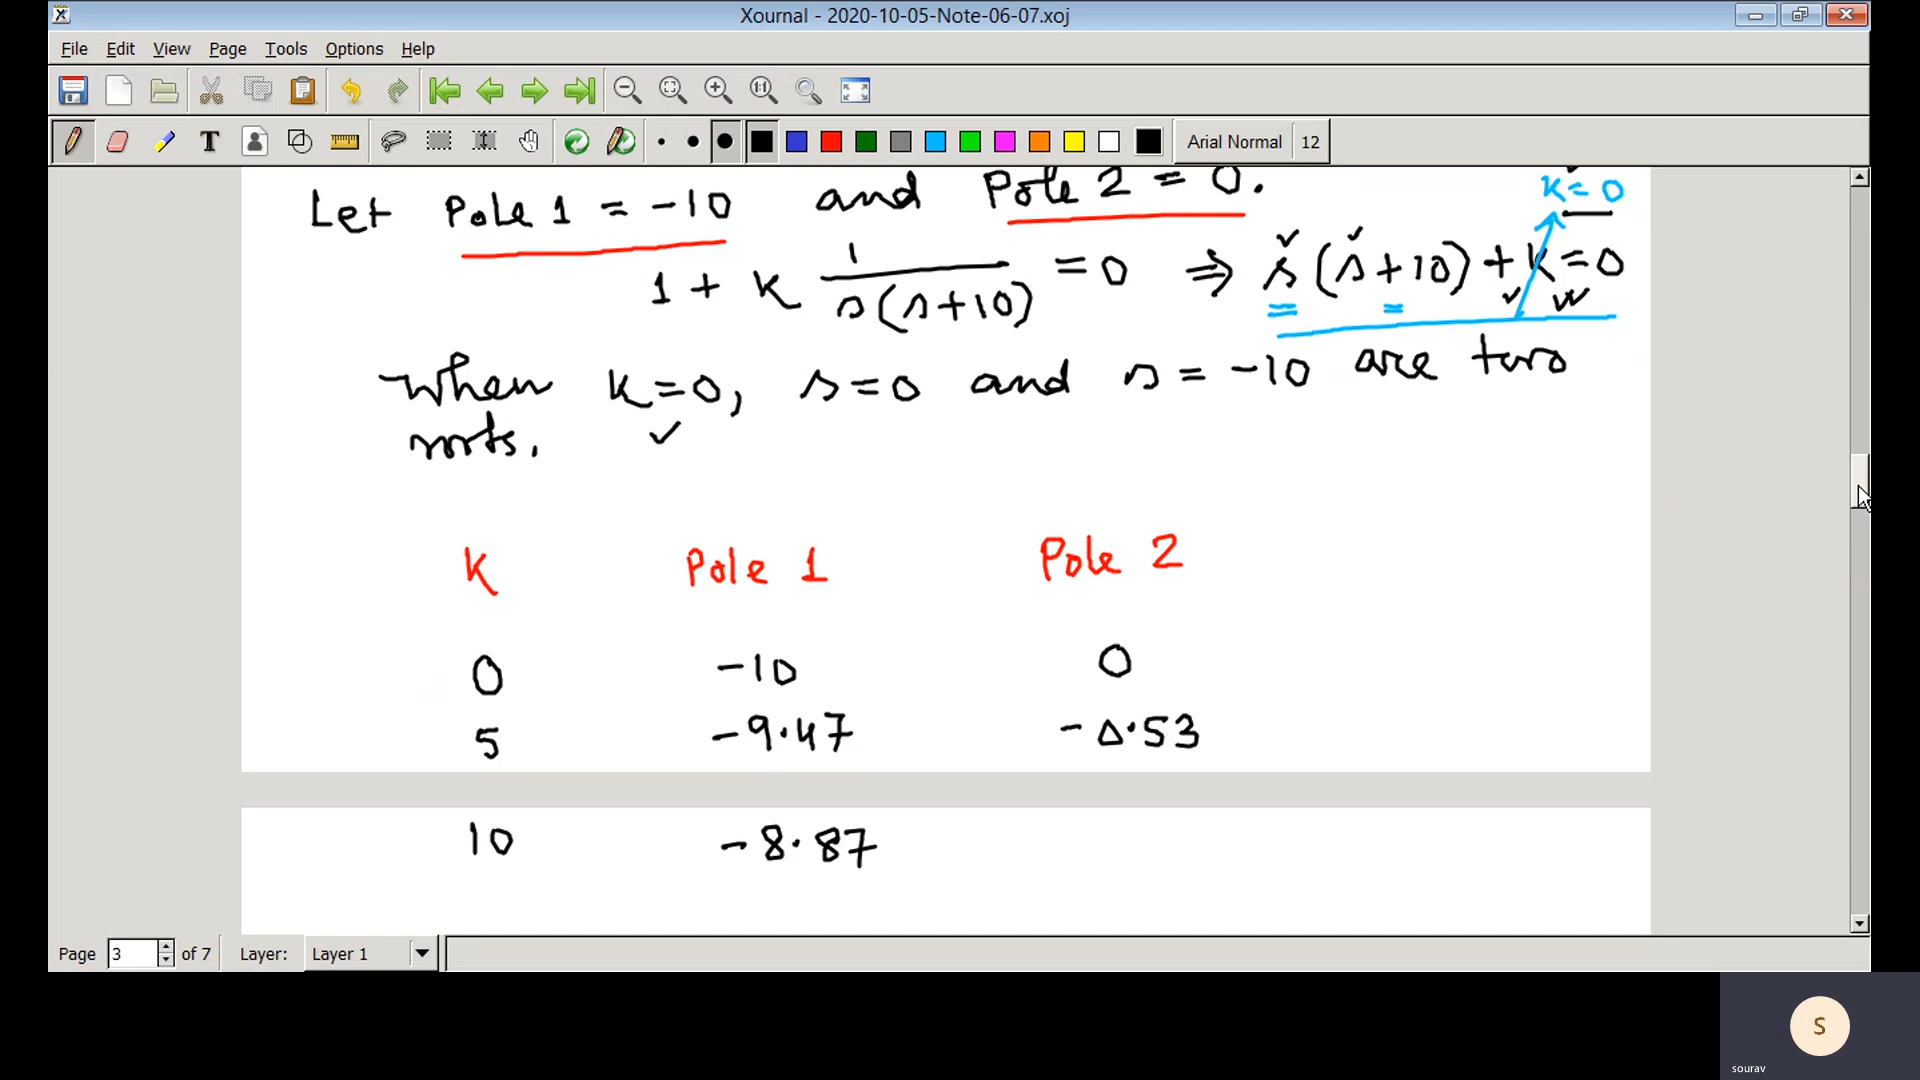 Xournal - 2020-10-05-Note-06-07.xoj
File Edit View Page Tools Options Help
T 1:1 Arial Normal 12
Let Pole 1 = -10 and Pole 2 = 0. K = 0
1 + K 1/(s(s+10)) = 0 ⇒ s(s+10) + K = 0
When K=0, s=0 and s = -10 are two
roots.
K Pole 1 Pole 2
0 -10 0
5 -9.47 -0.53
10 -8.87
Page 3 of 7 Layer: Layer 1
S
sourav